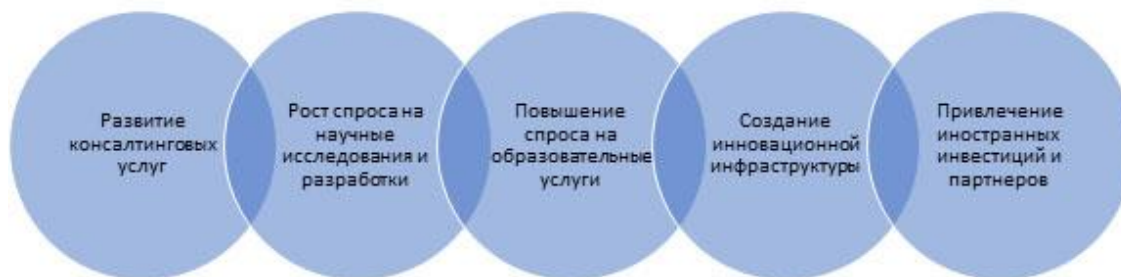 Развитие
консалтинговых
услуг
Рост спроса на
научные
исследования и
разработки
Повышение
спроса на
образовательные
услуги
Создание
инновационной
инфраструктуры
Привлечение
иностранных
инвестиций и
партнеров